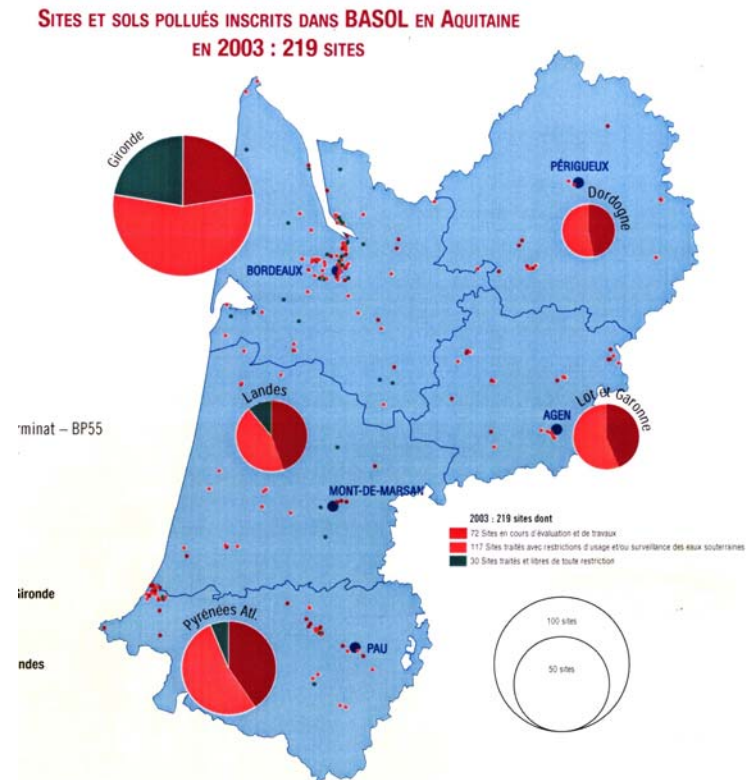 SITES ET SOLS POLLUÉS INSCRITS DANS BASOL EN AQUITAINE
EN 2003 : 219 SITES
Gironde
PÉRIGUEUX
Dordogne
BORDEAUX
Landes
Lot & Garonne
AGEN
rminat – BP55
MONT-DE-MARSAN
2003 : 219 sites dont
72 Sites en cours d'évaluation et de travaux
117 Sites traités avec restrictions d'usage et/ou surveillance des eaux souterraines
30 Sites traités et libres de toute restriction
Gironde
Pyrénées Atl.
100 sites
PAU
ndes
50 sites